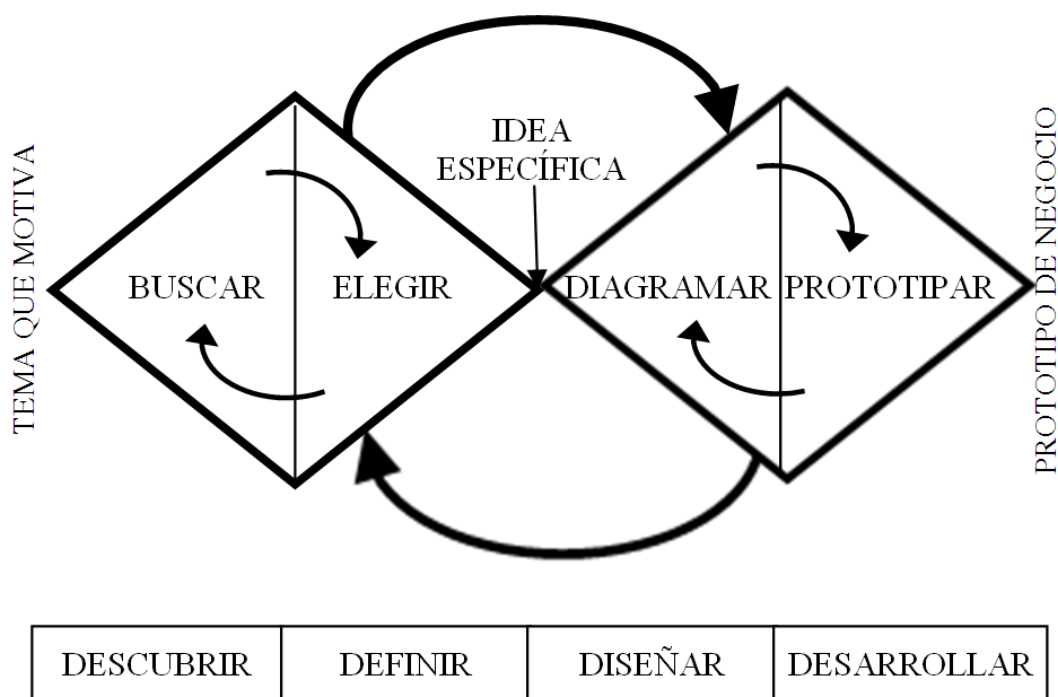 TEMA QUE MOTIVA
IDEA
ESPECÍFICA
BUSCAR
ELEGIR
DIAGRAMAR
PROTOTIPAR
PROTOTIPO DE NEGOCIO
DESCUBRIR
DEFINIR
DISEÑAR
DESARROLLAR